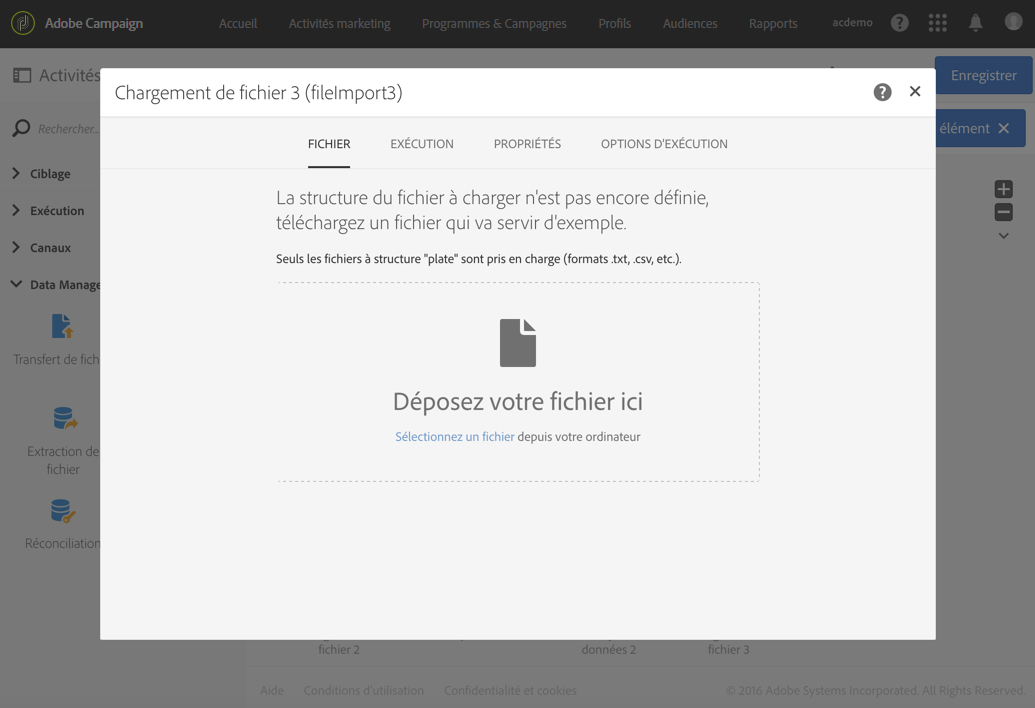 Adobe Campaign
Accueil
Activités marketing
Programmes & Campagnes
Profils
Audiences
Rapports
acdemo
Activités
Enregistrer
Chargement de fichier 3 (fileImport3)
Rechercher...
élément
FICHIER
EXÉCUTION
PROPRIÉTÉS
OPTIONS D'EXÉCUTION
Ciblage
Exécution
Canaux
Data Manage
La structure du fichier à charger n'est pas encore définie,
téléchargez un fichier qui va servir d'exemple.
Seuls les fichiers à structure "plate" sont pris en charge (formats .txt, .csv, etc.).
Déposez votre fichier ici
Sélectionnez un fichier depuis votre ordinateur
Transfert de fich
Extraction de
fichier
Réconciliation
fichier 2
données 2
fichier 3
Aide
Conditions d'utilisation
Confidentialité et cookies
© 2016 Adobe Systems Incorporated. All Rights Reserved.